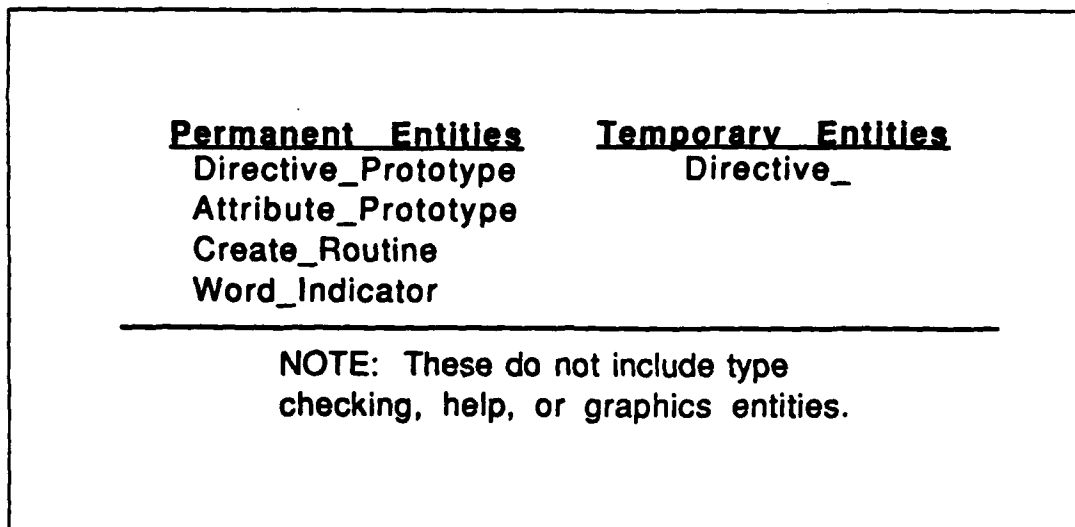 Permanent Entities Temporary Entities
Directive_Prototype Directive_
Attribute_Prototype
Create_Routine
Word_Indicator
NOTE: These do not include type
checking, help, or graphics entities.